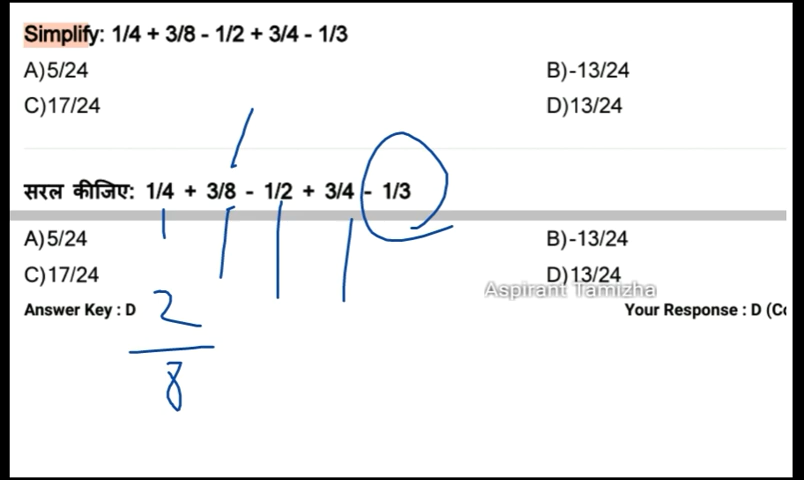 Simplify: 1/4 + 3/8 - 1/2 + 3/4 - 1/3
A)5/24 B)-13/24
C)17/24 D)13/24
सरल कीजिए: 1/4 + 3/8 - 1/2 + 3/4 - 1/3
A)5/24 B)-13/24
C)17/24 D)13/24
Aspirant Tamizha
Answer Key : D Your Response : D
2
8